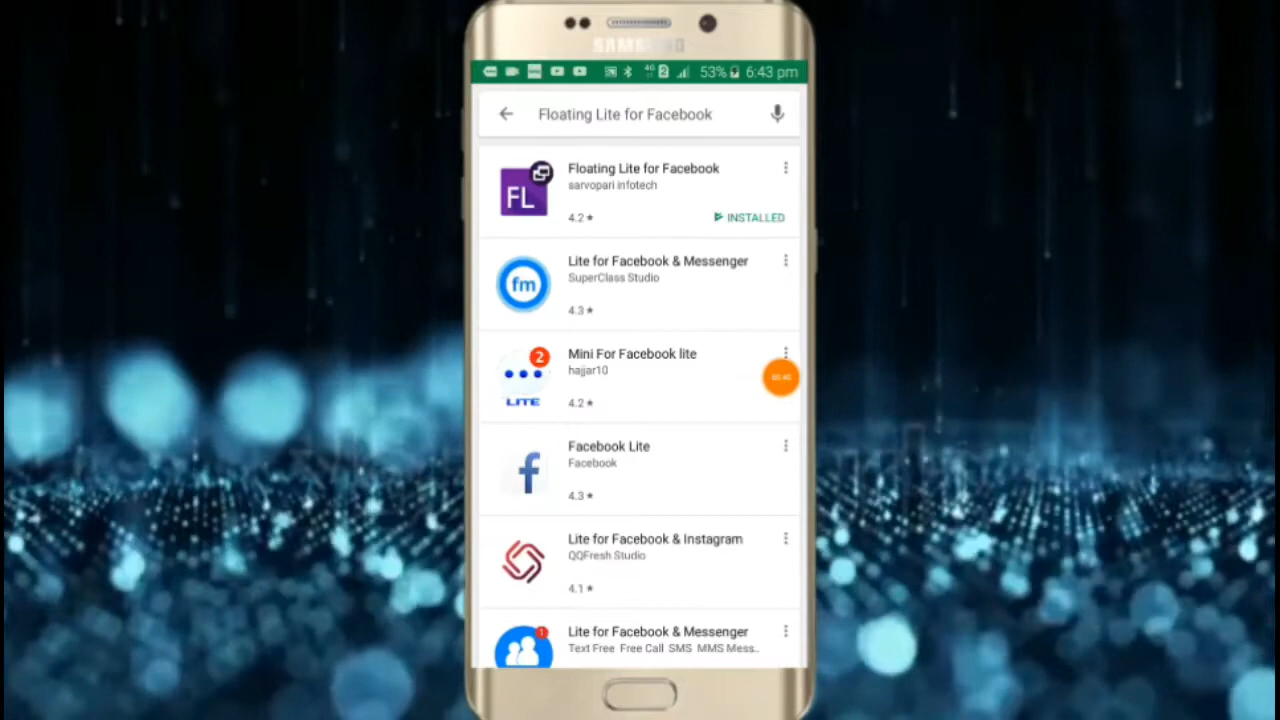 SAMSUNG
4G 2 53% 6:43 pm
Floating Lite for Facebook
Floating Lite for Facebook
sarvopari infotech
FL
4.2 ★
INSTALLED
Lite for Facebook & Messenger
SuperClass Studio
fm
4.3 ★
Mini For Facebook lite
2
hajjar10
LITE
4.2 ★
Facebook Lite
Facebook
f
4.3 ★
Lite for Facebook & Instagram
QQFresh Studio
4.1 ★
Lite for Facebook & Messenger
1
Text Free Free Call SMS MMS Mess..